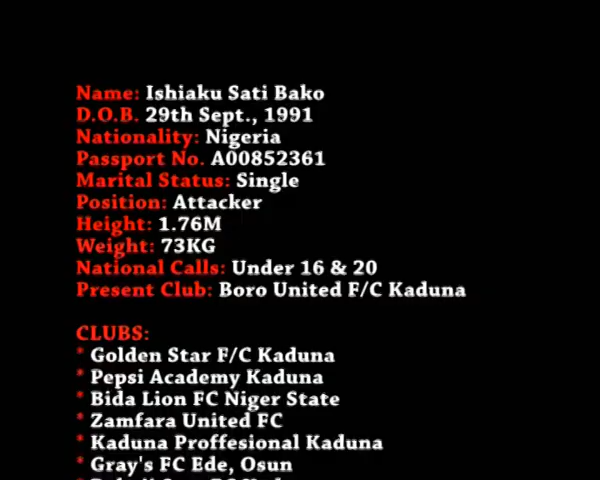 Name: Ishiaku Sati Bako
D.O.B. 29th Sept., 1991
Nationality: Nigeria
Passport No. A00852361
Marital Status: Single
Position: Attacker
Height: 1.76M
Weight: 73KG
National Calls: Under 16 & 20
Present Club: Boro United F/C Kaduna
CLUBS:
* Golden Star F/C Kaduna
* Pepsi Academy Kaduna
* Bida Lion FC Niger State
* Zamfara United FC
* Kaduna Proffesional Kaduna
* Gray's FC Ede, Osun